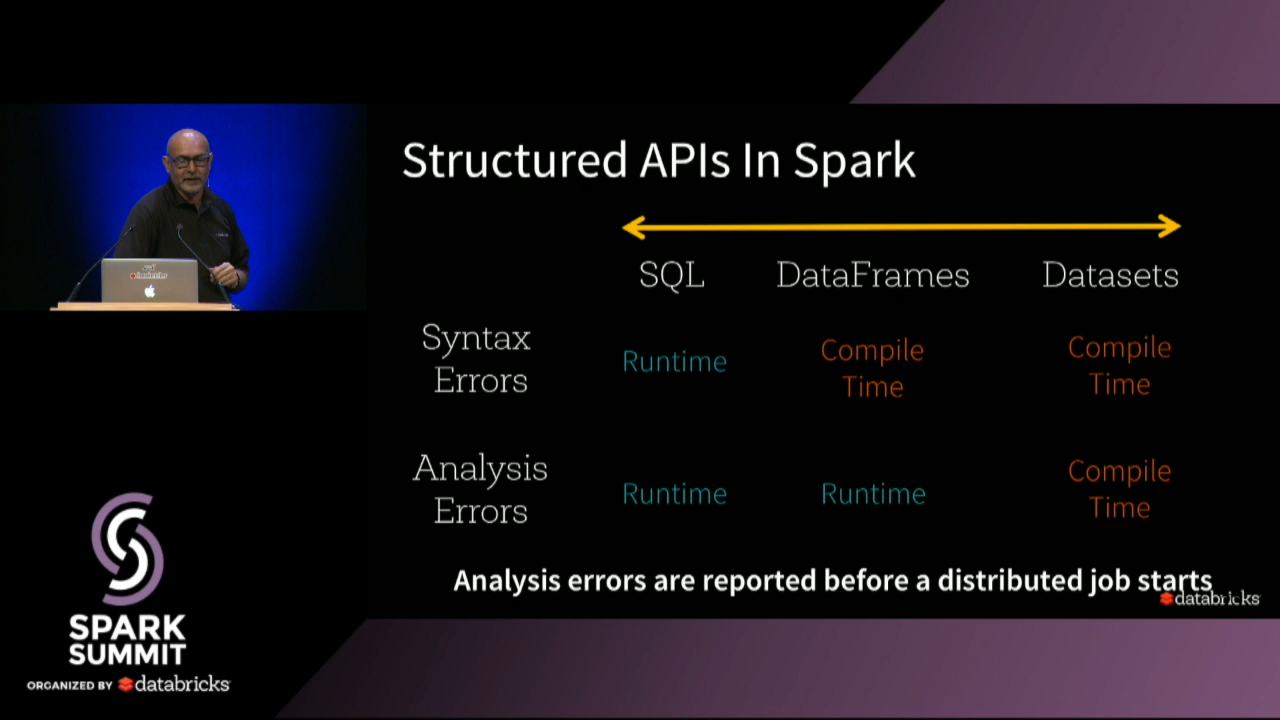 Structured APIs In Spark
SQL DataFrames Datasets
Syntax
Errors
Runtime
Compile
Time
Compile
Time
Analysis
Errors
Runtime
Runtime
Compile
Time
Analysis errors are reported before a distributed job starts
databricks
SPARK
SUMMIT
ORGANIZED BY databricks